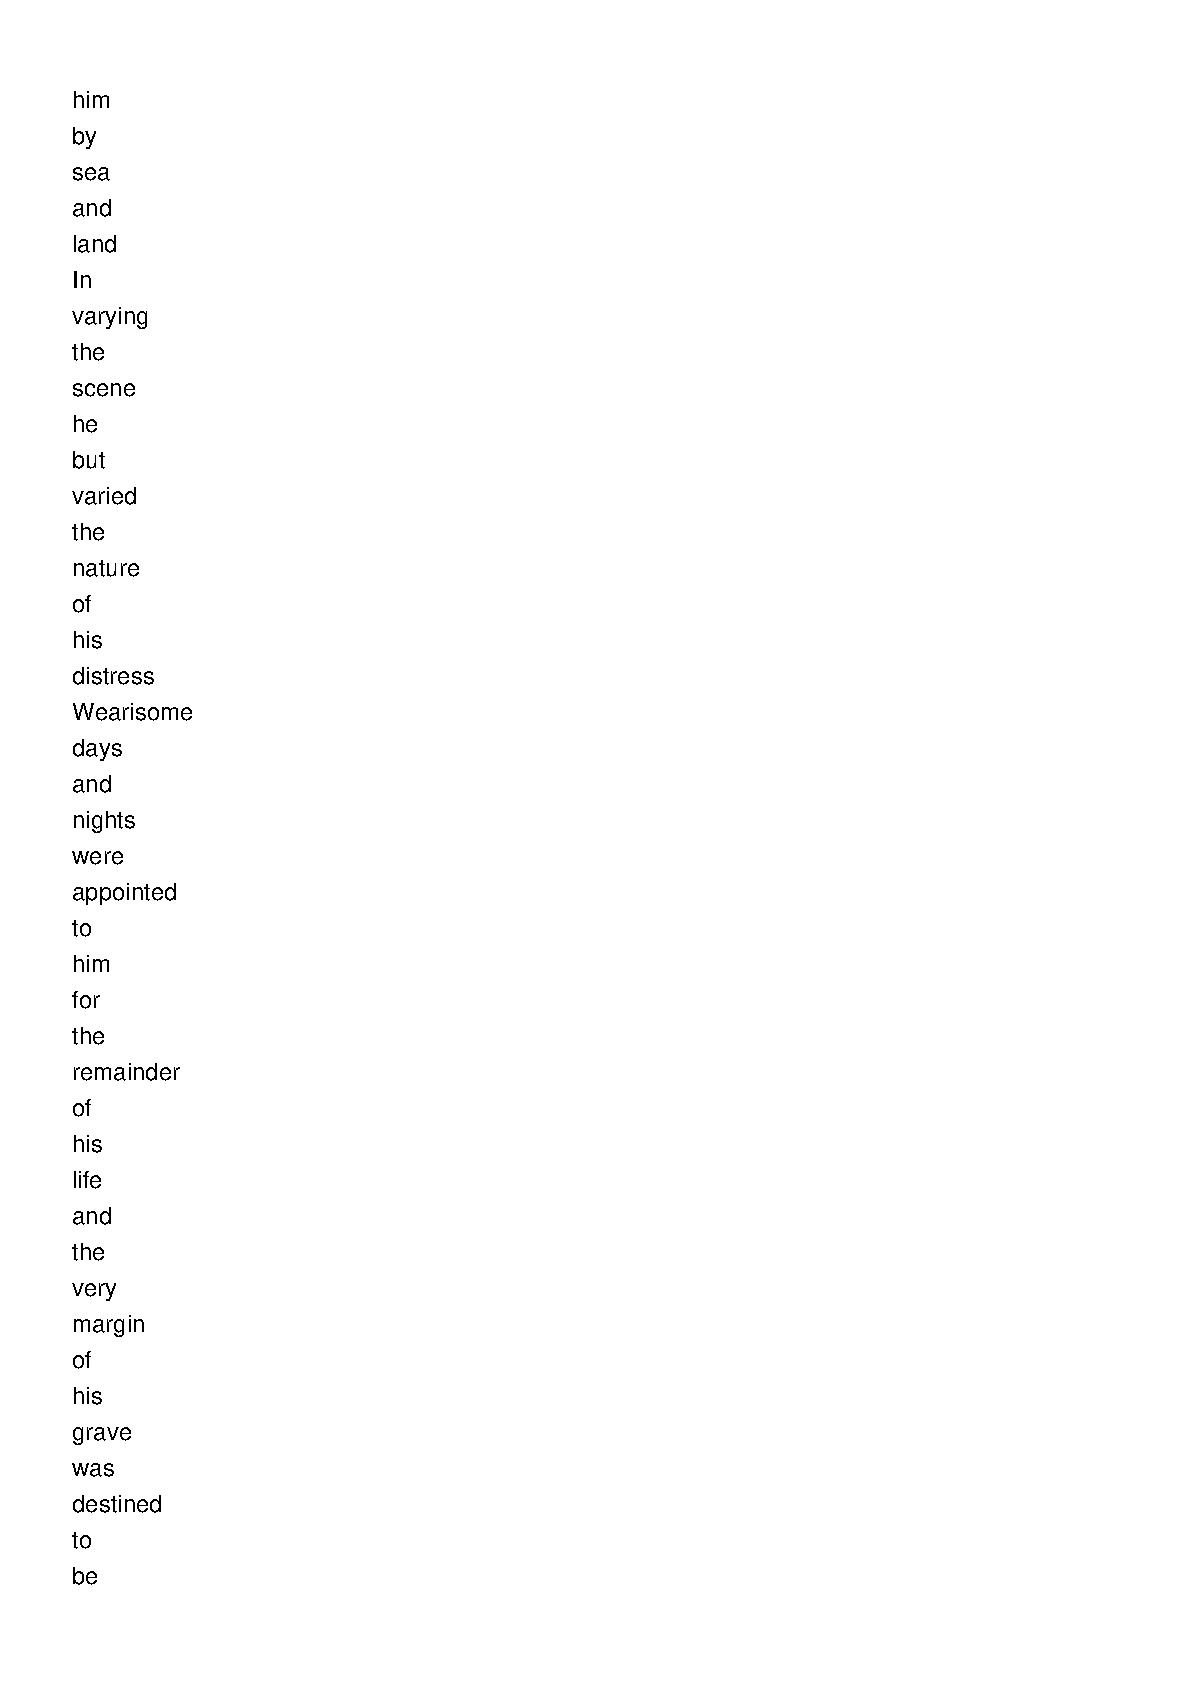 him
by
sea
and
land
In
varying
the
scene
he
but
varied
the
nature
of
his
distress
Wearisome
days
and
nights
were
appointed
to
him
for
the
remainder
of
his
life
and
the
very
margin
of
his
grave
was
destined
to
be